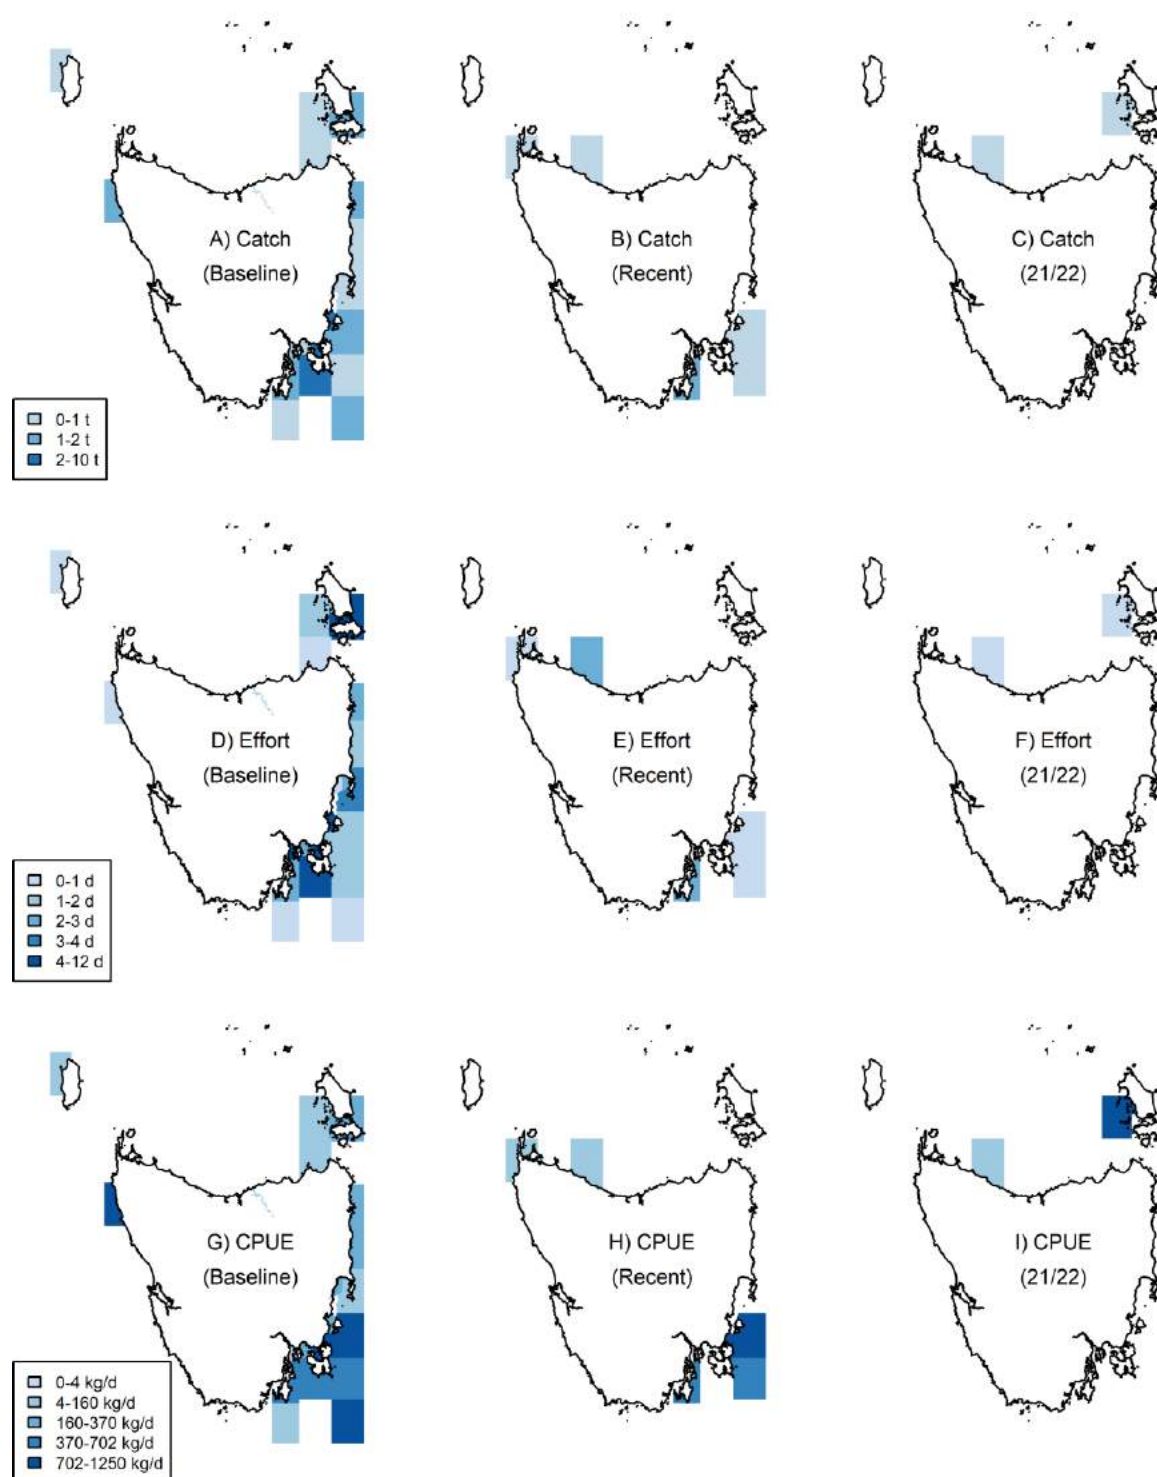 A) Catch
(Baseline)
B) Catch
(Recent)
C) Catch
(21/22)
0-1 t
1-2 t
2-10 t
D) Effort
(Baseline)
E) Effort
(Recent)
F) Effort
(21/22)
0-1 d
1-2 d
2-3 d
3-4 d
4-12 d
G) CPUE
(Baseline)
H) CPUE
(Recent)
I) CPUE
(21/22)
0-4 kg/d
4-160 kg/d
160-370 kg/d
370-702 kg/d
702-1250 kg/d